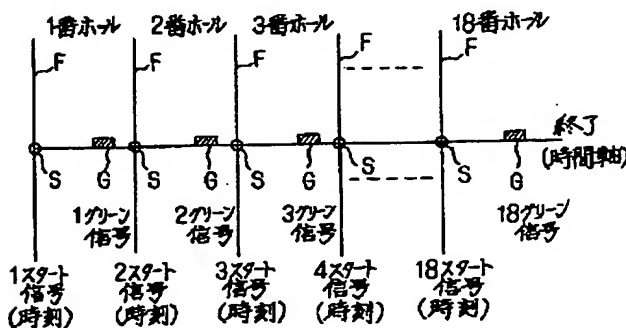 1番ホール 2番ホール 3番ホール 18番ホール
F F F F F
終了
(時間軸)
S G S G S G S S G
1グリーン信号
2グリーン信号
3グリーン信号
18グリーン信号
1スタート信号(時刻)
2スタート信号(時刻)
3スタート信号(時刻)
4スタート信号(時刻)
18スタート信号(時刻)